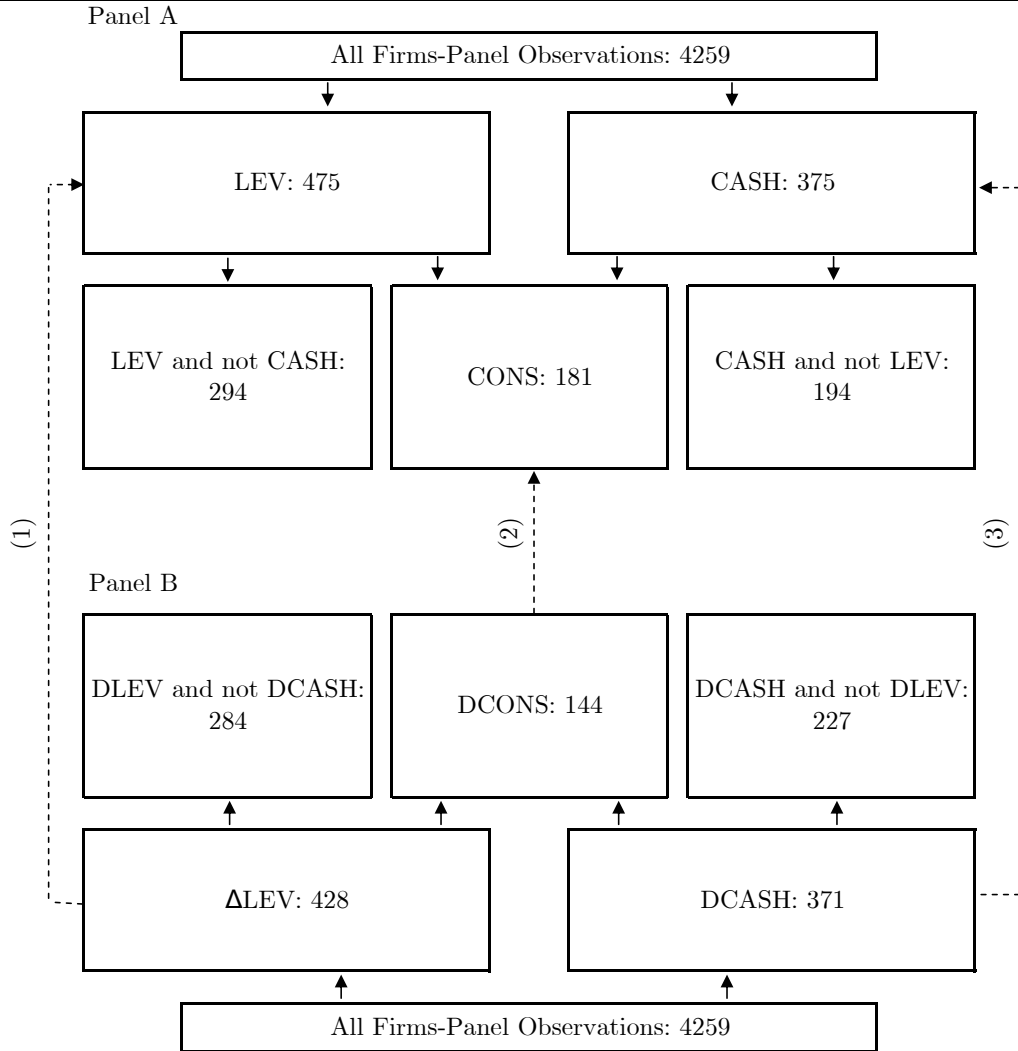 Panel A
All Firms-Panel Observations: 4259
LEV: 475
CASH: 375
LEV and not CASH:
294
CONS: 181
CASH and not LEV:
194
(1)
(2)
(3)
Panel B
DLEV and not DCASH:
284
DCONS: 144
DCASH and not DLEV:
227
ΔLEV: 428
DCASH: 371
All Firms-Panel Observations: 4259